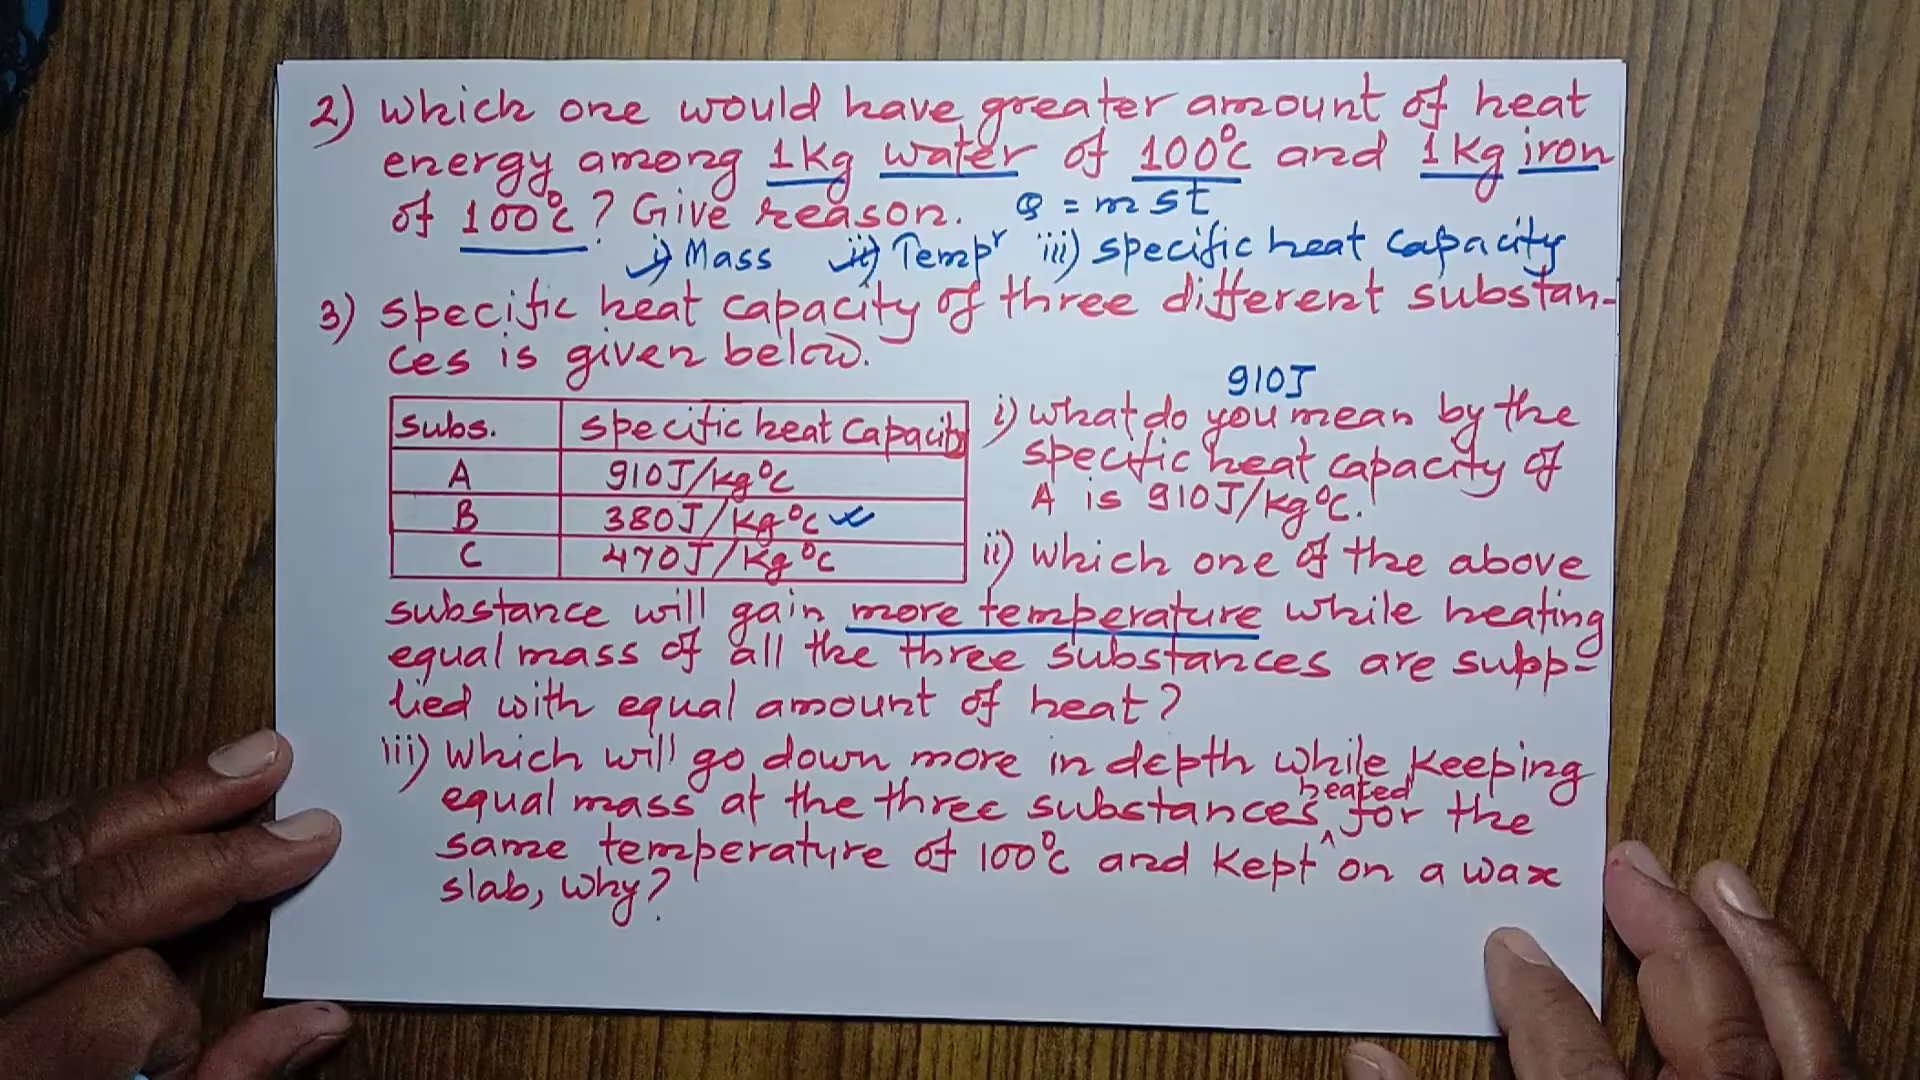 2) which one would have greater amount of heat
energy among 1kg water of 100°c and 1kg iron
of 100°c? Give reason. Q = mst
i) Mass ii) Temp^r iii) specific heat capacity
3) specific heat capacity of three different substan-
ces is given below.
Subs. specific heat capacity
A 910J/kg°c
B 380J/kg°c
C 470J/kg°c
910J
i) what do you mean by the
specific heat capacity of
A is 910J/kg°c.
ii) which one of the above
substance will gain more temperature while heating
equal mass of all the three substances are supp-
lied with equal amount of heat?
iii) which will go down more in depth while keeping
equal mass at the three substances heated for the
same temperature of 100°c and kept on a wax
slab, why?